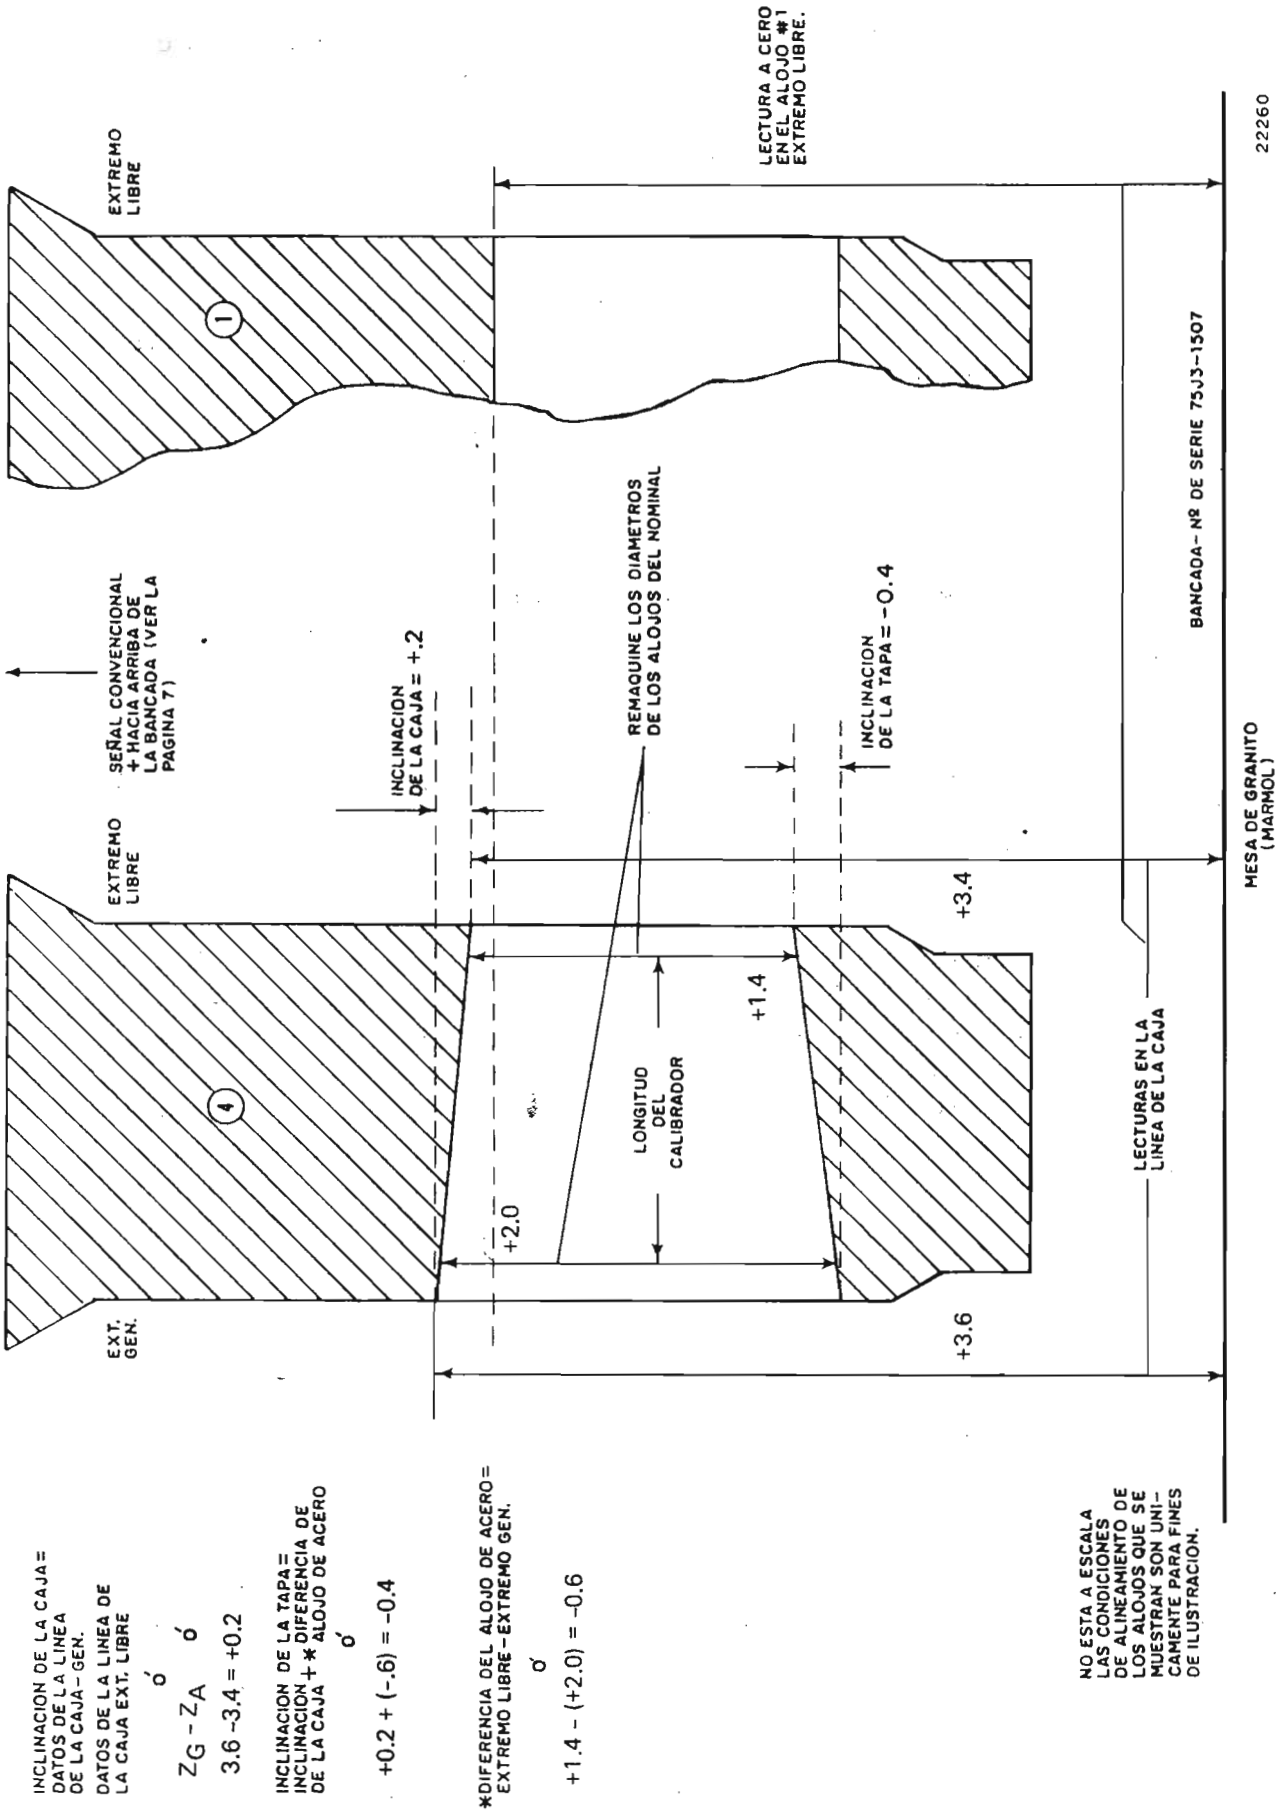 INCLINACION DE LA CAJA=
DATOS DE LA LINEA
DE LA CAJA-GEN.
DATOS DE LA LINEA DE
LA CAJA EXT. LIBRE
ó
ZG - ZA ó
3.6 -3.4 = +0.2
INCLINACION DE LA TAPA=
INCLINACION + * DIFERENCIA DE
DE LA CAJA ALOJO DE ACERO
ó
+0.2 + (-.6) = -0.4
*DIFERENCIA DEL ALOJO DE ACERO=
EXTREMO LIBRE-EXTREMO GEN.
ó
+1.4 - (+2.0) = -0.6
NO ESTA A ESCALA
LAS CONDICIONES
DE ALINEAMIENTO DE
LOS ALOJOS QUE SE
MUESTRAN SON UNI-
CAMENTE PARA FINES
DE ILUSTRACION.
EXT.
GEN.
4
EXTREMO
LIBRE
SEÑAL CONVENCIONAL
+ HACIA ARRIBA DE
LA BANCADA (VER LA
PAGINA 7)
EXTREMO
LIBRE
1
INCLINACION
DE LA CAJA = +.2
+2.0
LONGITUD
DEL
CALIBRADOR
+1.4
REMAQUINE LOS DIAMETROS
DE LOS ALOJOS DEL NOMINAL
INCLINACION
DE LA TAPA = -0.4
LECTURA A CERO
EN EL ALOJO #1
EXTREMO LIBRE.
+3.6
+3.4
LECTURAS EN LA
LINEA DE LA CAJA
BANCADA- Nº DE SERIE 75J3-1507
MESA DE GRANITO
(MARMOL)
22260